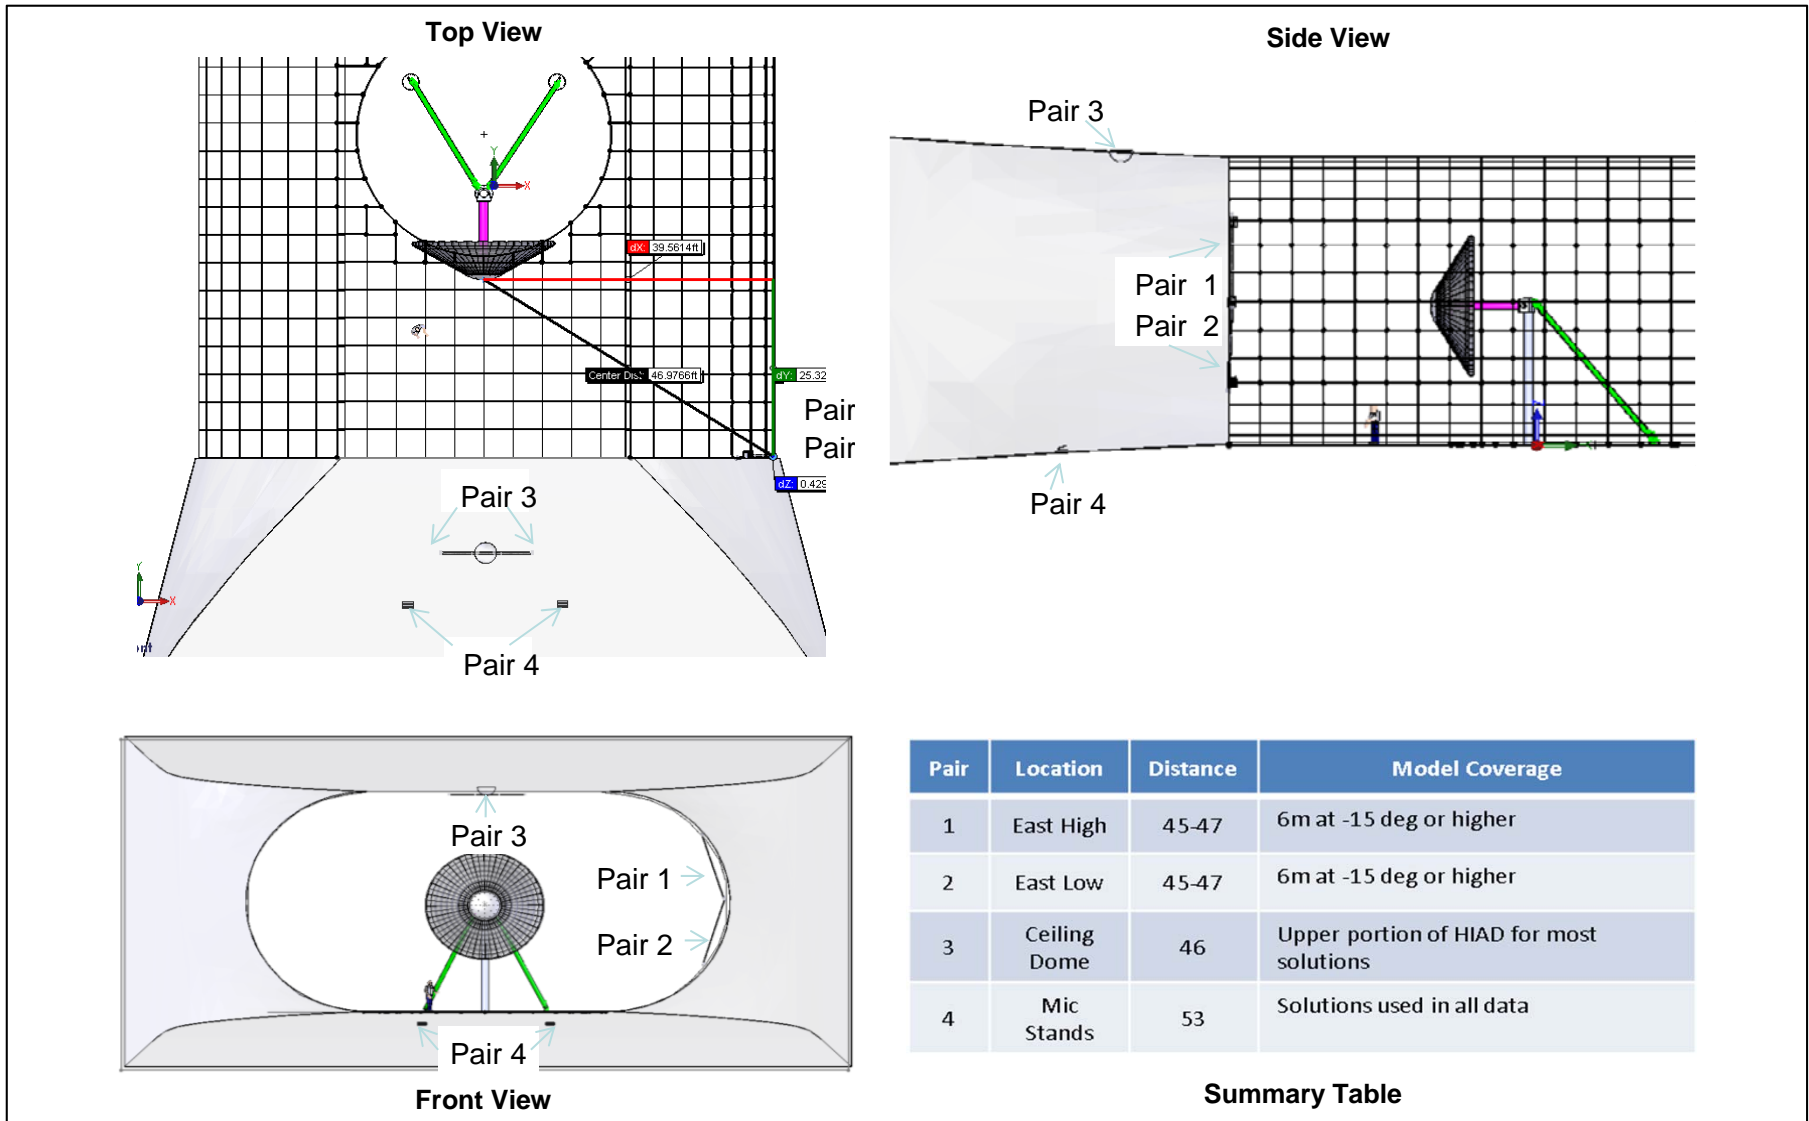 Top View
Y
X
dX: 39.5614ft
Center Dist: 46.9766ft
dY: 25.32
Pair
Pair
dZ: 0.429
Pair 3
Y
X
Pair 4
Side View
Pair 3
Pair 1
Pair 2
Pair 4
Pair 3
Pair 1
Pair 2
Pair 4
Front View
Pair Location Distance Model Coverage
1 East High 45-47 6m at -15 deg or higher
2 East Low 45-47 6m at -15 deg or higher
3 Ceiling Dome 46 Upper portion of HIAD for most
solutions
4 Mic Stands 53 Solutions used in all data
Summary Table